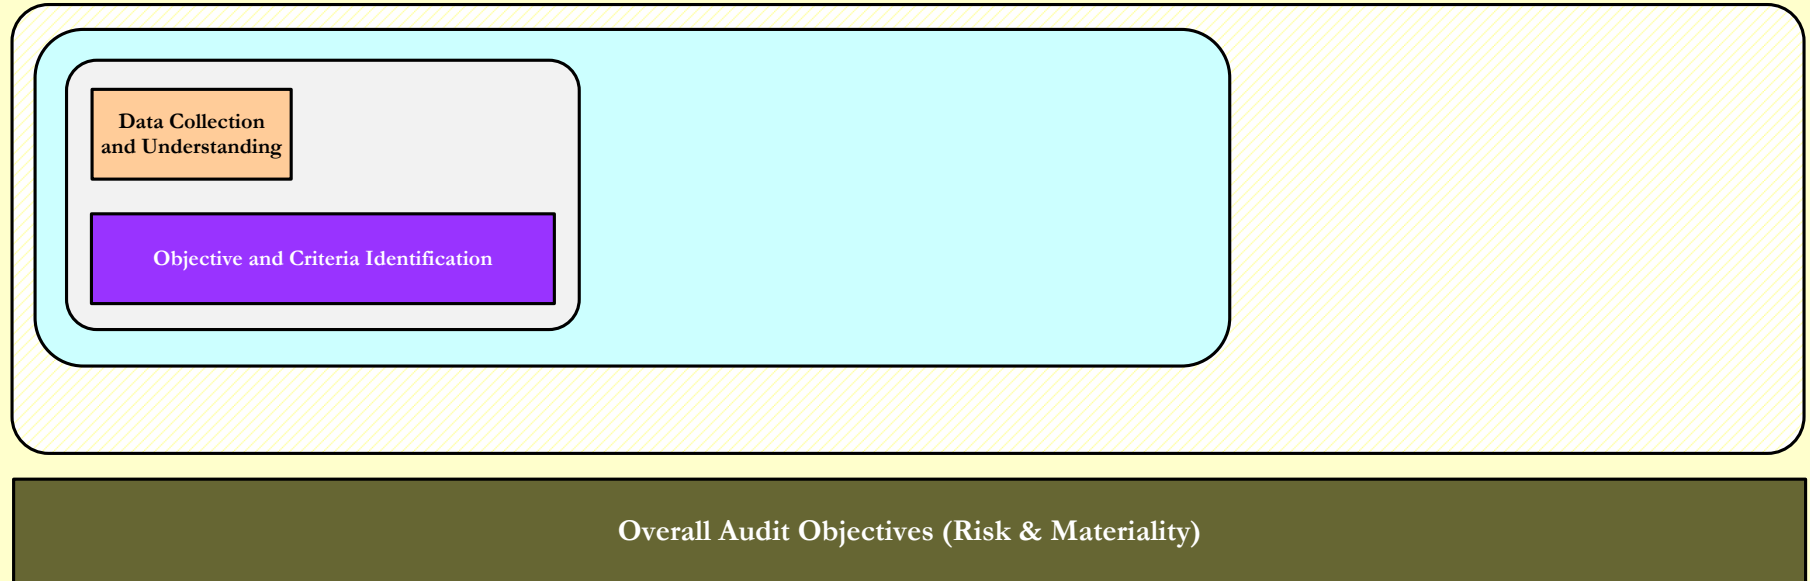 Data Collection
and Understanding
Objective and Criteria Identification
Overall Audit Objectives (Risk & Materiality)